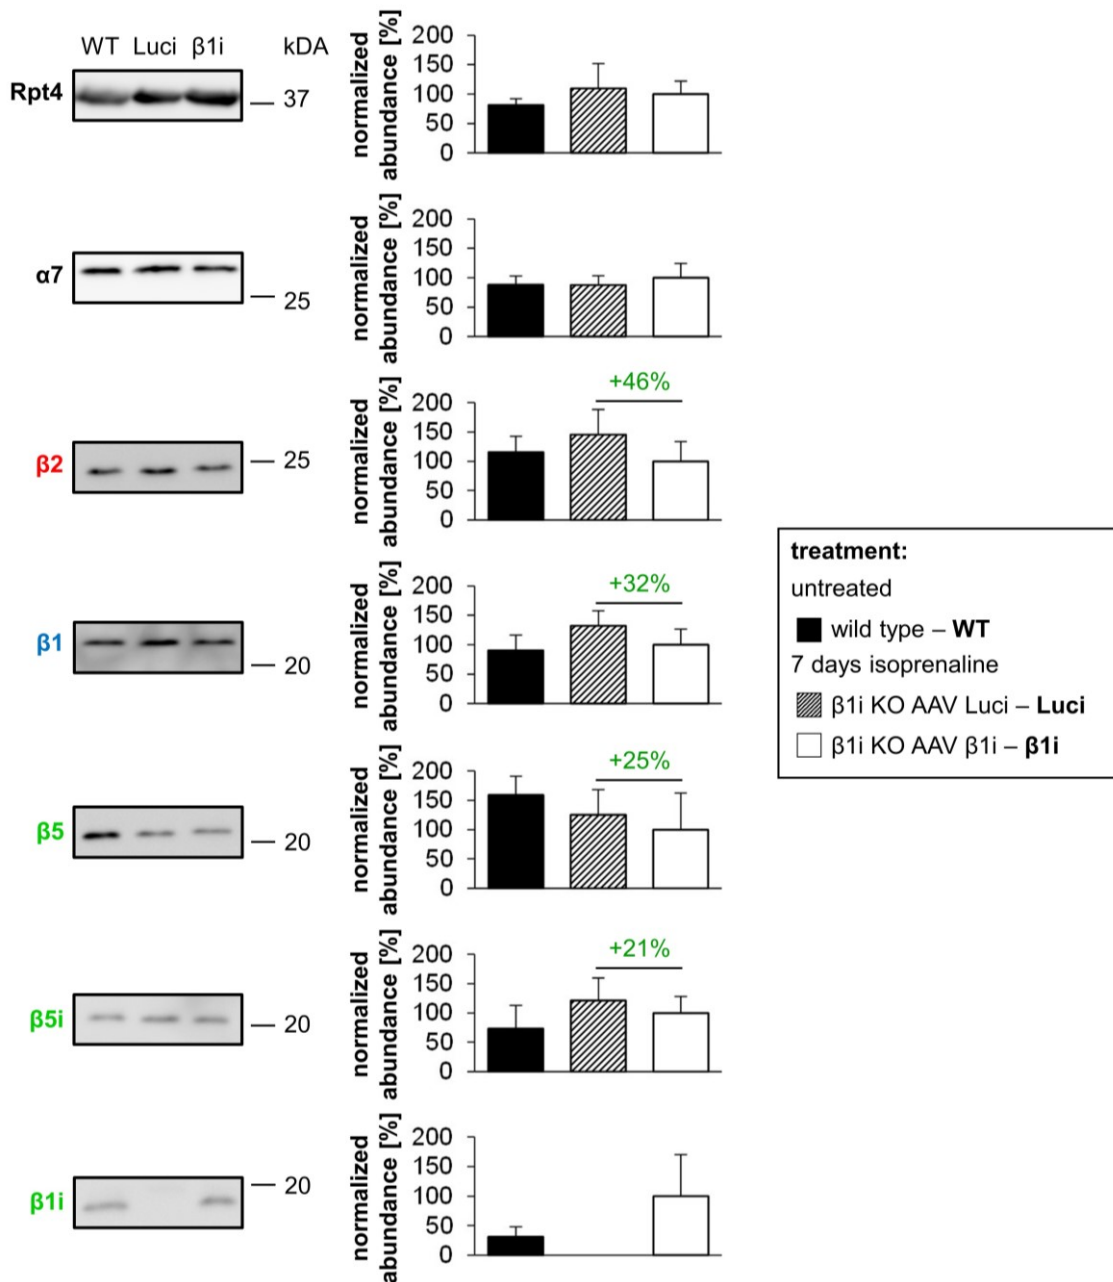 WT Luci β1i kDA
Rpt4
37
normalized
abundance [%]
200
150
100
50
0
α7
25
normalized
abundance [%]
200
150
100
50
0
β2
25
normalized
abundance [%]
200
150
100
50
0
+46%
β1
20
normalized
abundance [%]
200
150
100
50
0
+32%
β5
20
normalized
abundance [%]
200
150
100
50
0
+25%
β5i
20
normalized
abundance [%]
200
150
100
50
0
+21%
β1i
20
normalized
abundance [%]
200
150
100
50
0
treatment:
untreated
wild type – WT
7 days isoprenaline
β1i KO AAV Luci – Luci
β1i KO AAV β1i – β1i